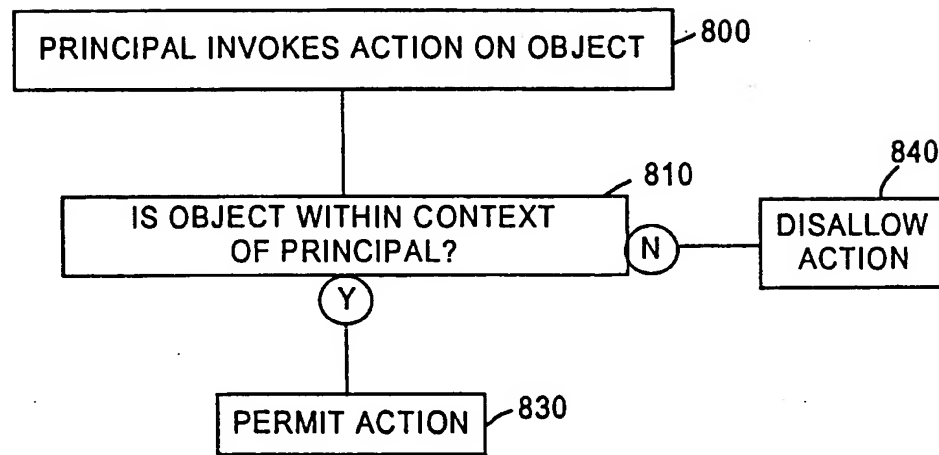 PRINCIPAL INVOKES ACTION ON OBJECT
800
IS OBJECT WITHIN CONTEXT
OF PRINCIPAL?
810
N
840
DISALLOW
ACTION
Y
PERMIT ACTION
830